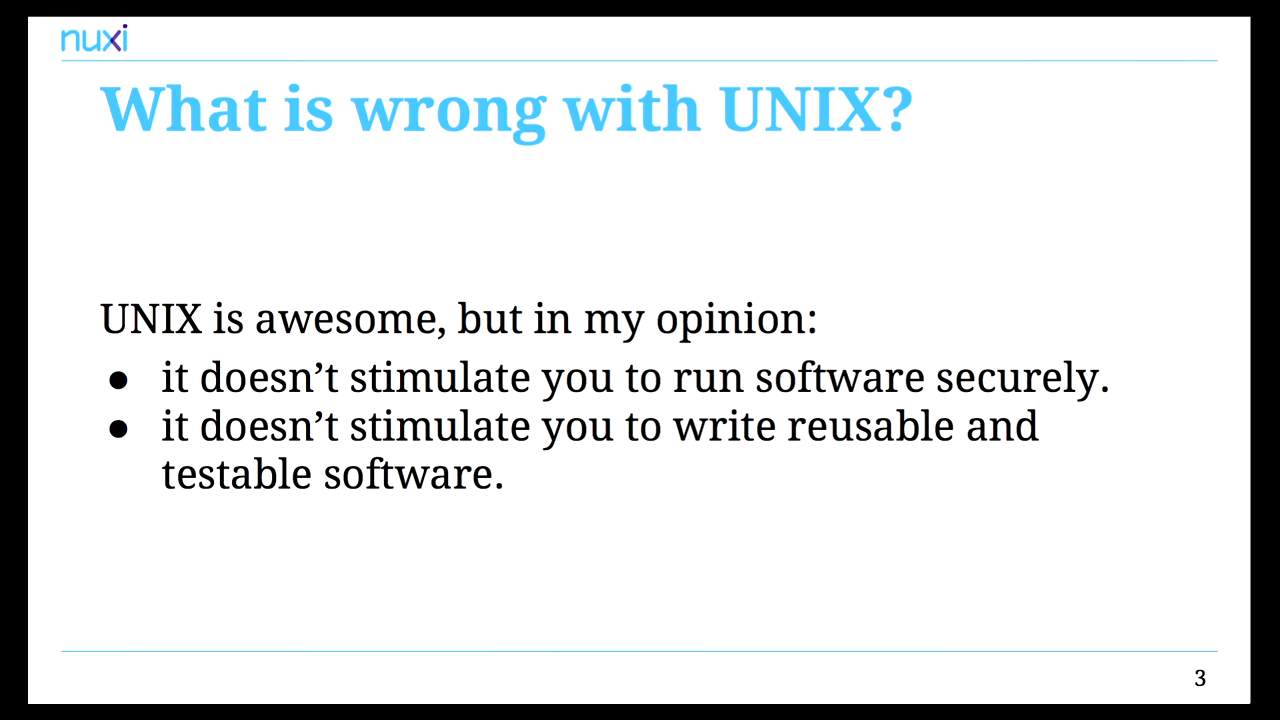 nuxi
What is wrong with UNIX?
UNIX is awesome, but in my opinion:
● it doesn’t stimulate you to run software securely.
● it doesn’t stimulate you to write reusable and
testable software.
3